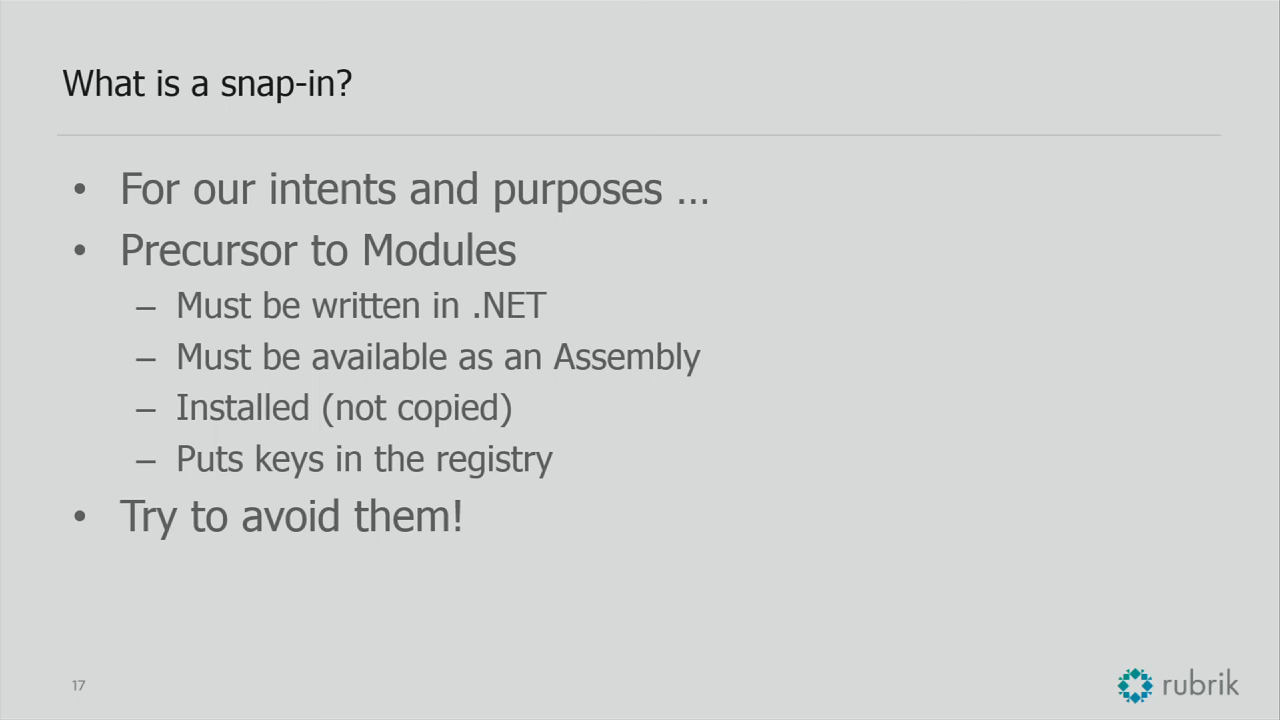 What is a snap-in?
• For our intents and purposes ...
• Precursor to Modules
– Must be written in .NET
– Must be available as an Assembly
– Installed (not copied)
– Puts keys in the registry
• Try to avoid them!
17
rubrik